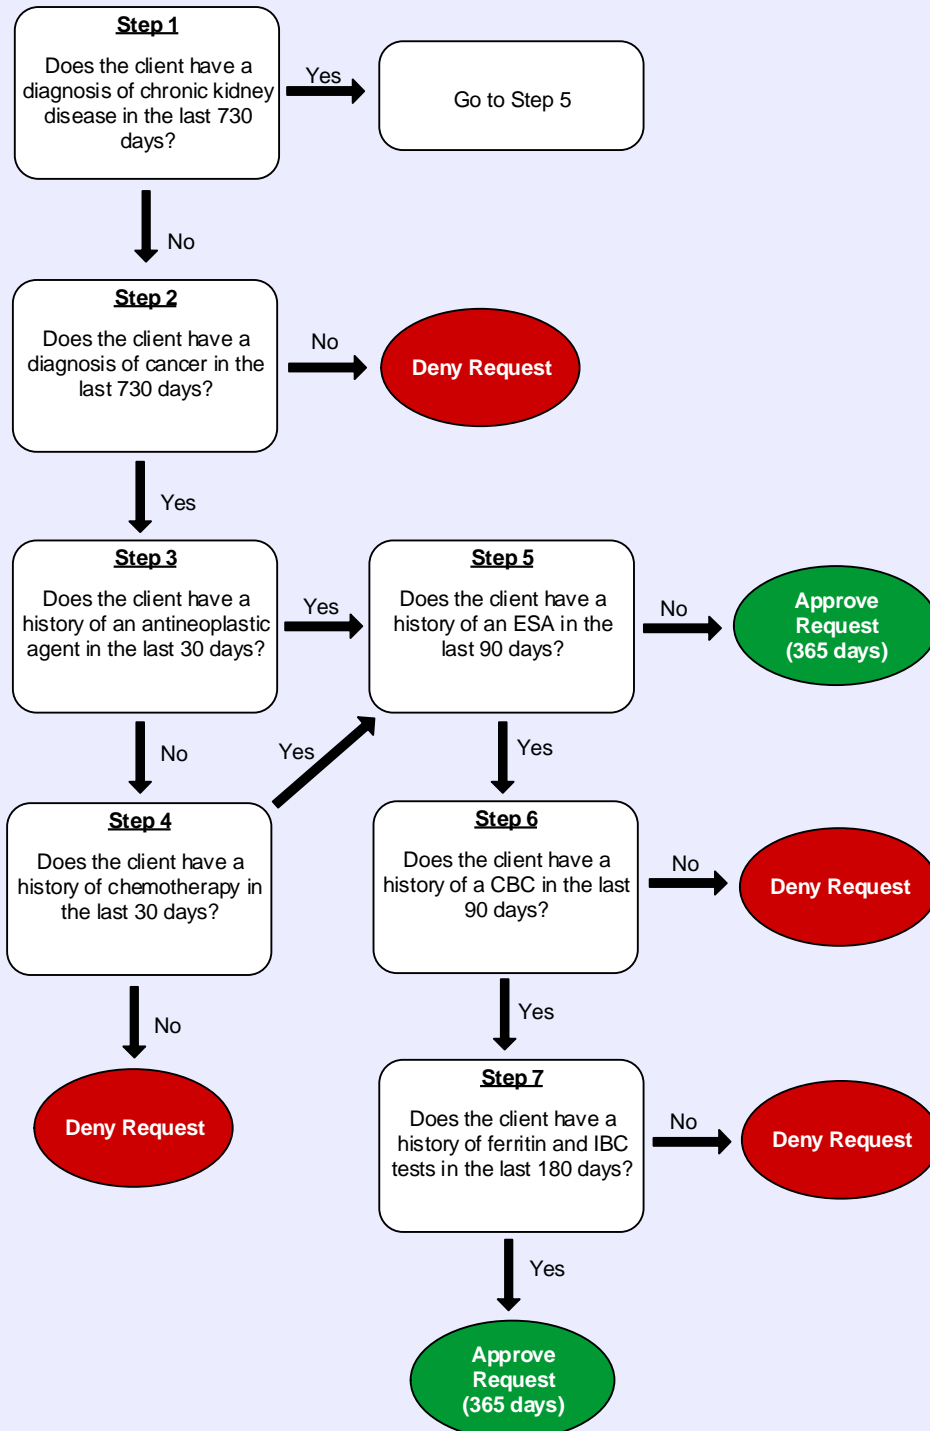 Step 1
Does the client have a
diagnosis of chronic kidney
disease in the last 730
days?
Yes
Go to Step 5
No
Step 2
Does the client have a
diagnosis of cancer in the
last 730 days?
No
Deny Request
Yes
Step 3
Does the client have a
history of an antineoplastic
agent in the last 30 days?
Yes
Step 5
Does the client have a
history of an ESA in the
last 90 days?
No
Approve
Request
(365 days)
No
Yes
Yes
Step 4
Does the client have a
history of chemotherapy in
the last 30 days?
Step 6
Does the client have a
history of a CBC in the last
90 days?
No
Deny Request
No
Yes
Deny Request
Step 7
Does the client have a
history of ferritin and IBC
tests in the last 180 days?
No
Deny Request
Yes
Approve
Request
(365 days)